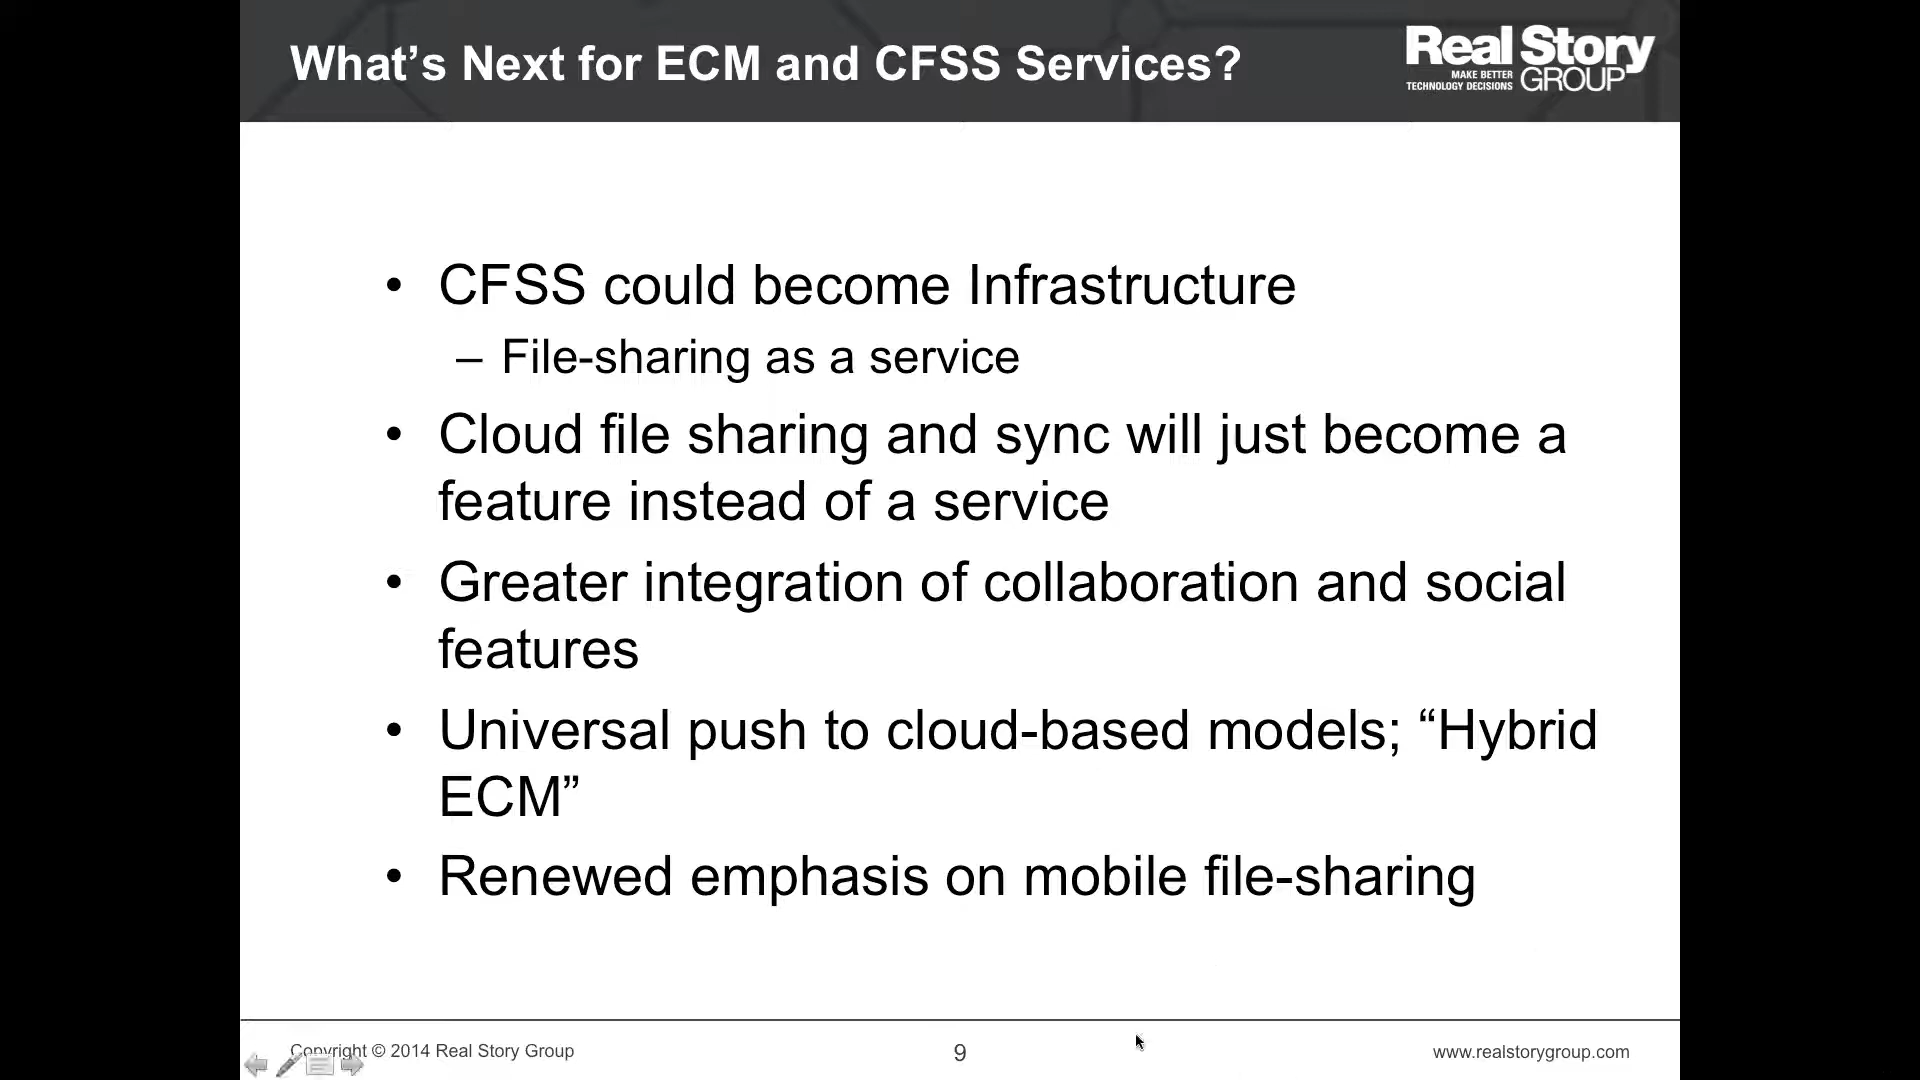 What’s Next for ECM and CFSS Services?
Real Story
MAKE BETTER
TECHNOLOGY DECISIONS
GROUP
• CFSS could become Infrastructure
– File-sharing as a service
• Cloud file sharing and sync will just become a
feature instead of a service
• Greater integration of collaboration and social
features
• Universal push to cloud-based models; “Hybrid
ECM”
• Renewed emphasis on mobile file-sharing
Copyright © 2014 Real Story Group
9
www.realstorygroup.com